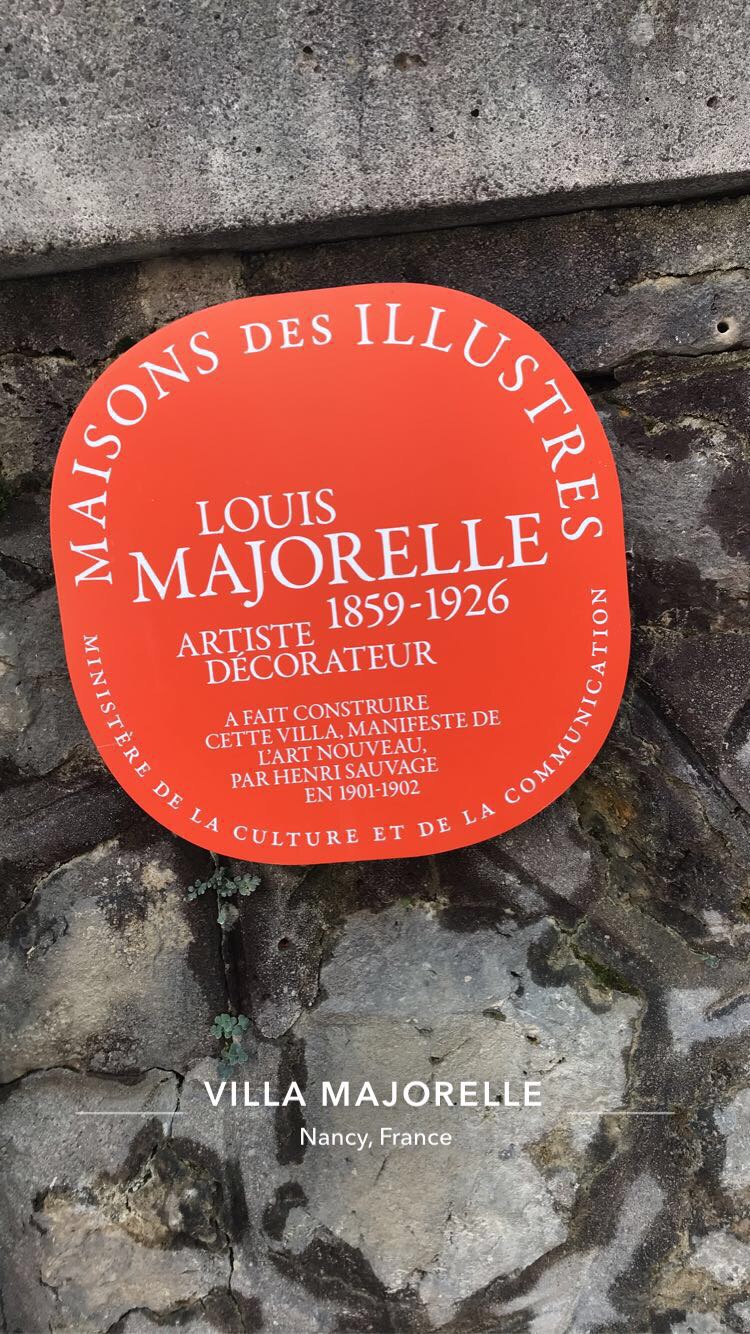 MAISONS DES ILLUSTRES
LOUIS
MAJORELLE
1859-1926
ARTISTE
DÉCORATEUR
A FAIT CONSTRUIRE
CETTE VILLA, MANIFESTE DE
L'ART NOUVEAU,
PAR HENRI SAUVAGE
EN 1901-1902
MINISTÈRE DE LA CULTURE ET DE LA COMMUNICATION
VILLA MAJORELLE
Nancy, France